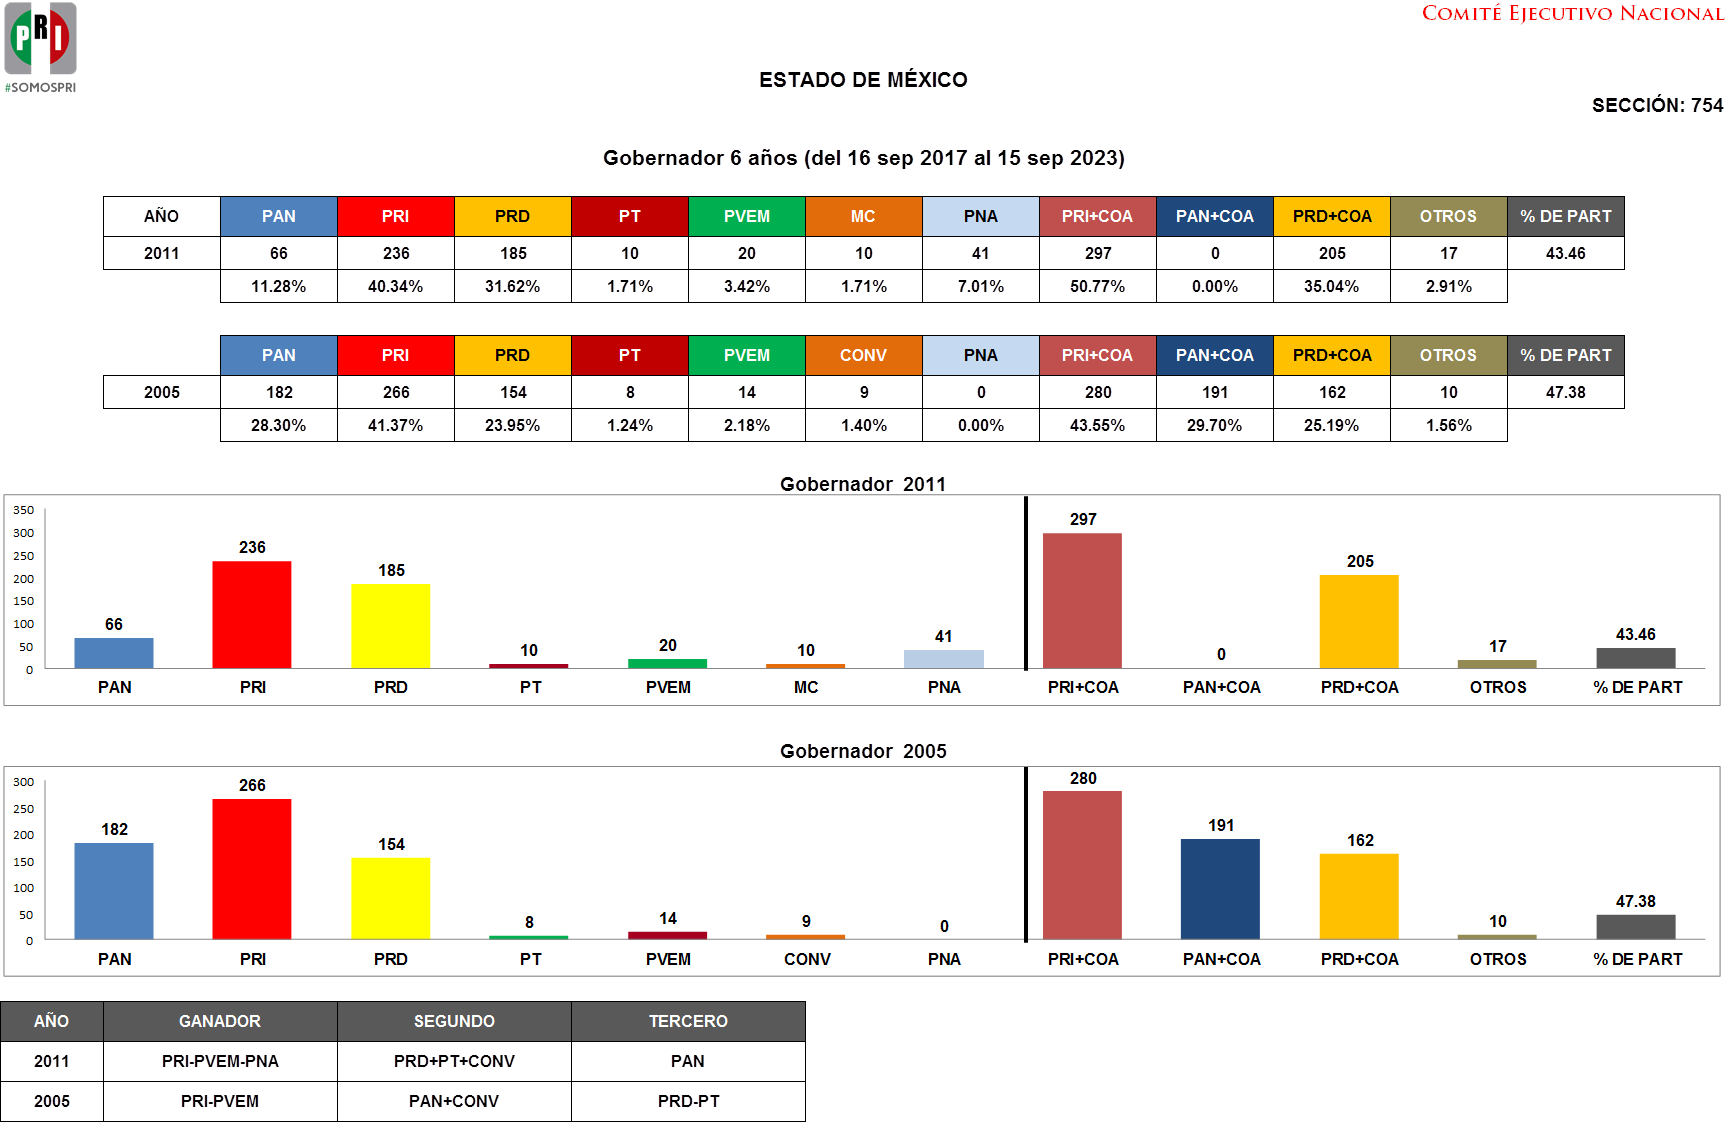 PRI
#SOMOSPRI
COMITÉ EJECUTIVO NACIONAL
ESTADO DE MÉXICO
SECCIÓN: 754
Gobernador 6 años (del 16 sep 2017 al 15 sep 2023)
AÑO PAN PRI PRD PT PVEM MC PNA PRI+COA PAN+COA PRD+COA OTROS % DE PART
2011 66 236 185 10 20 10 41 297 0 205 17 43.46
11.28% 40.34% 31.62% 1.71% 3.42% 1.71% 7.01% 50.77% 0.00% 35.04% 2.91%
PAN PRI PRD PT PVEM CONV PNA PRI+COA PAN+COA PRD+COA OTROS % DE PART
2005 182 266 154 8 14 9 0 280 191 162 10 47.38
28.30% 41.37% 23.95% 1.24% 2.18% 1.40% 0.00% 43.55% 29.70% 25.19% 1.56%
Gobernador 2011
350
300
250
200
150
100
50
0
66 236 185 10 20 10 41 297 0 205 17 43.46
PAN PRI PRD PT PVEM MC PNA PRI+COA PAN+COA PRD+COA OTROS % DE PART
Gobernador 2005
300
250
200
150
100
50
0
182 266 154 8 14 9 0 280 191 162 10 47.38
PAN PRI PRD PT PVEM CONV PNA PRI+COA PAN+COA PRD+COA OTROS % DE PART
AÑO GANADOR SEGUNDO TERCERO
2011 PRI-PVEM-PNA PRD+PT+CONV PAN
2005 PRI-PVEM PAN+CONV PRD-PT